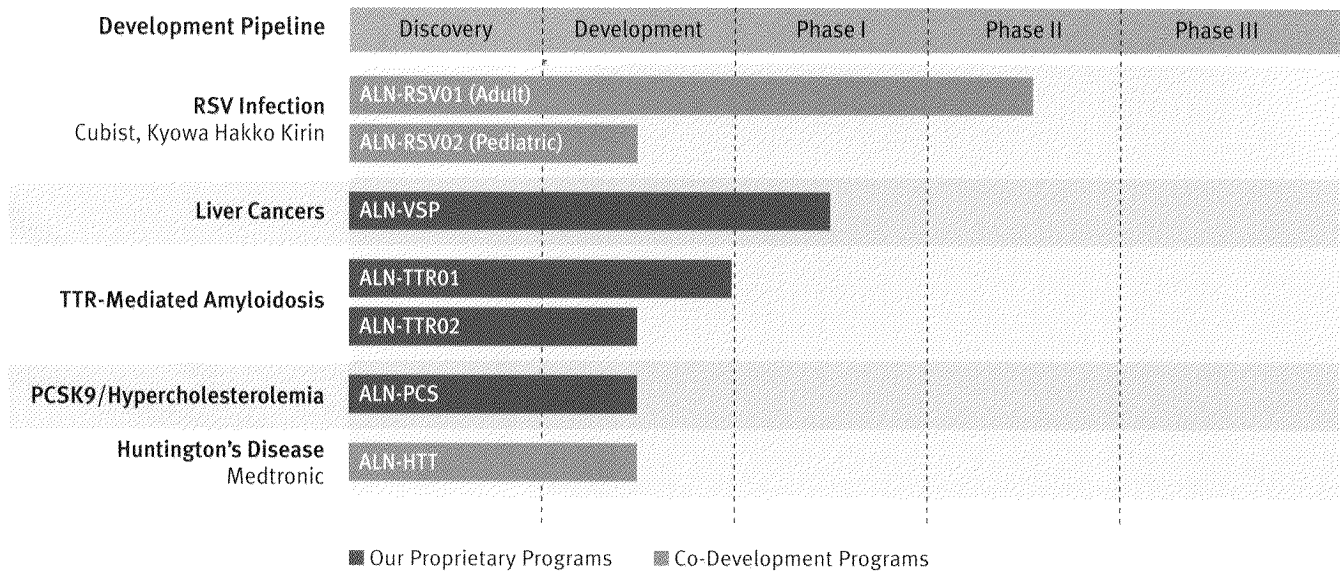 Development Pipeline Discovery Development Phase I Phase II Phase III
RSV Infection
Cubist, Kyowa Hakko Kirin
ALN-RSV01 (Adult)
ALN-RSV02 (Pediatric)
Liver Cancers ALN-VSP
TTR-Mediated Amyloidosis
ALN-TTR01
ALN-TTR02
PCSK9/Hypercholesterolemia ALN-PCS
Huntington's Disease
Medtronic
ALN-HTT
Our Proprietary Programs Co-Development Programs